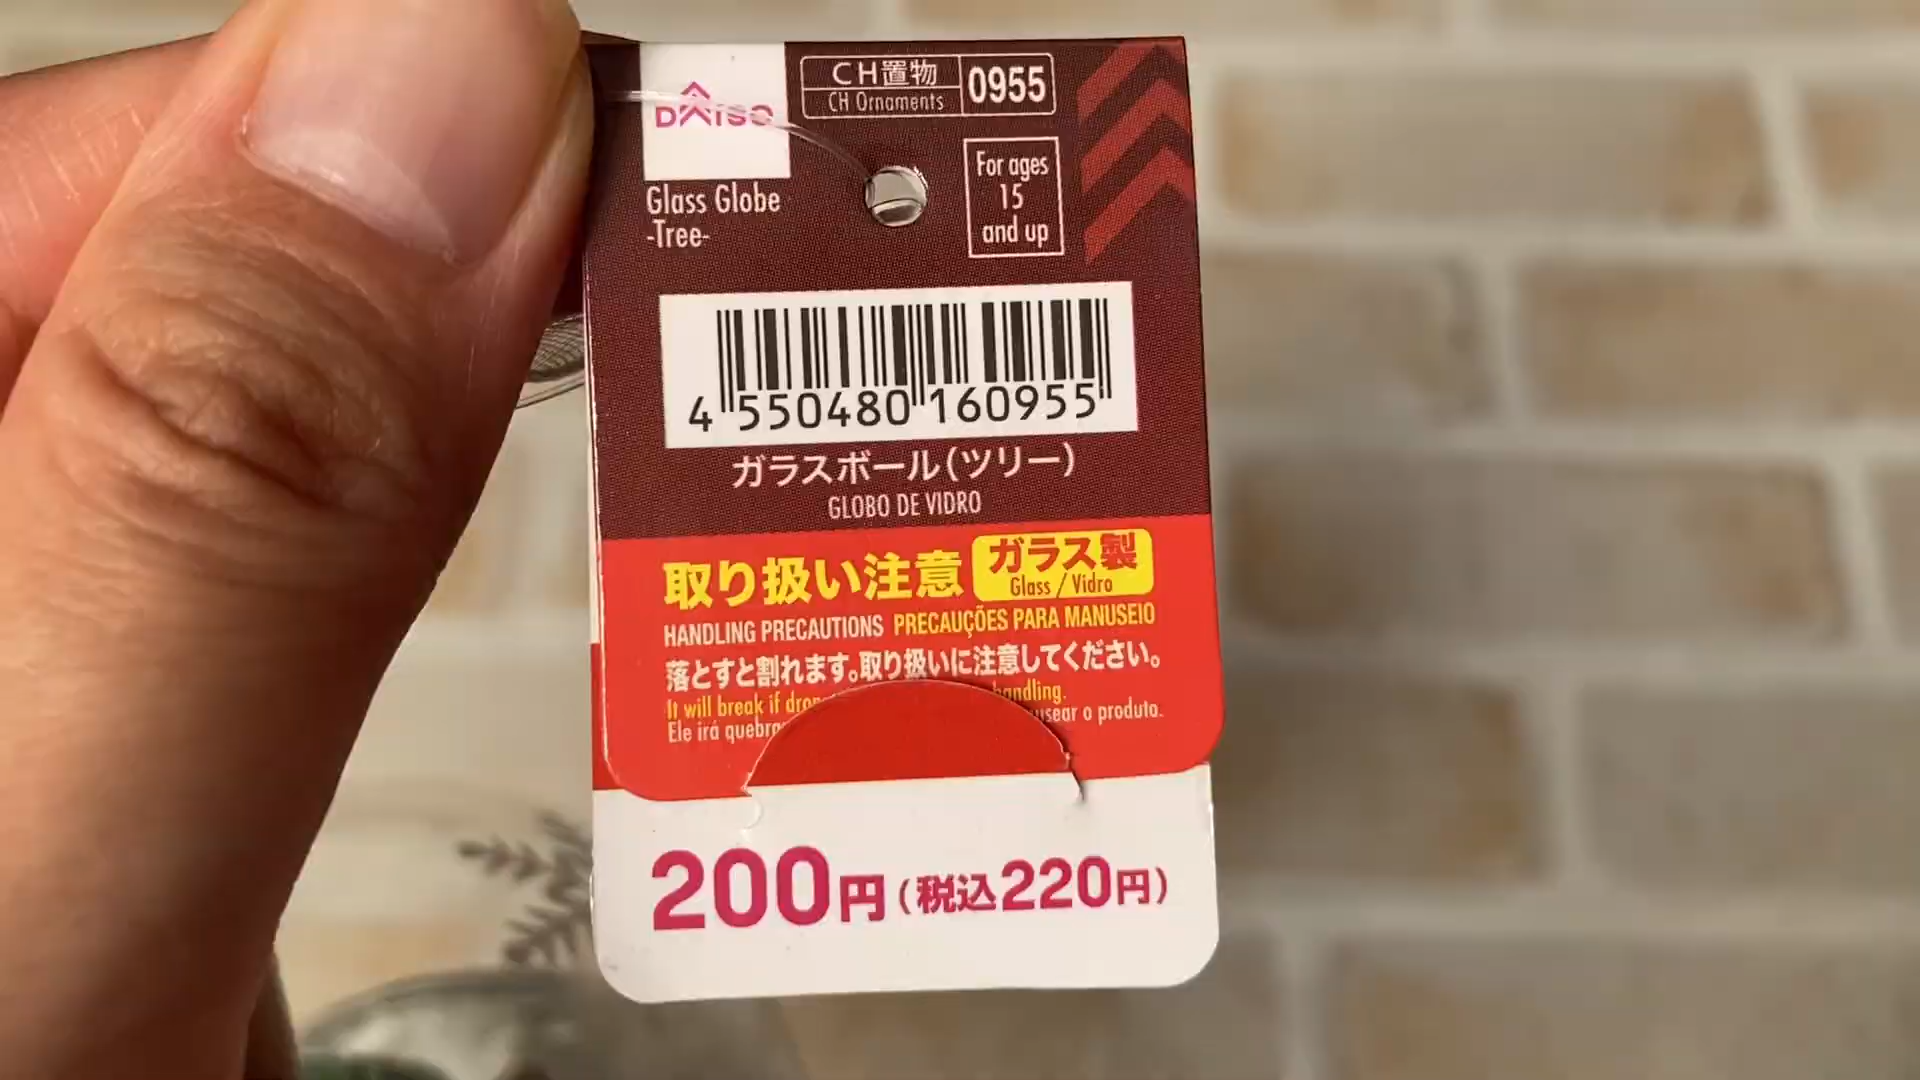 DAISO
CH置物
CH Ornaments
0955
Glass Globe
-Tree-
For ages
15
and up
4 550480 160955
ガラスボール(ツリー)
GLOBO DE VIDRO
取り扱い注意 ガラス製
Glass / Vidro
HANDLING PRECAUTIONS PRECAUÇÕES PARA MANUSEIO
落とすと割れます。取り扱いに注意してください。
It will break if handling.
Ele irá o produto.
200円(税込220円)